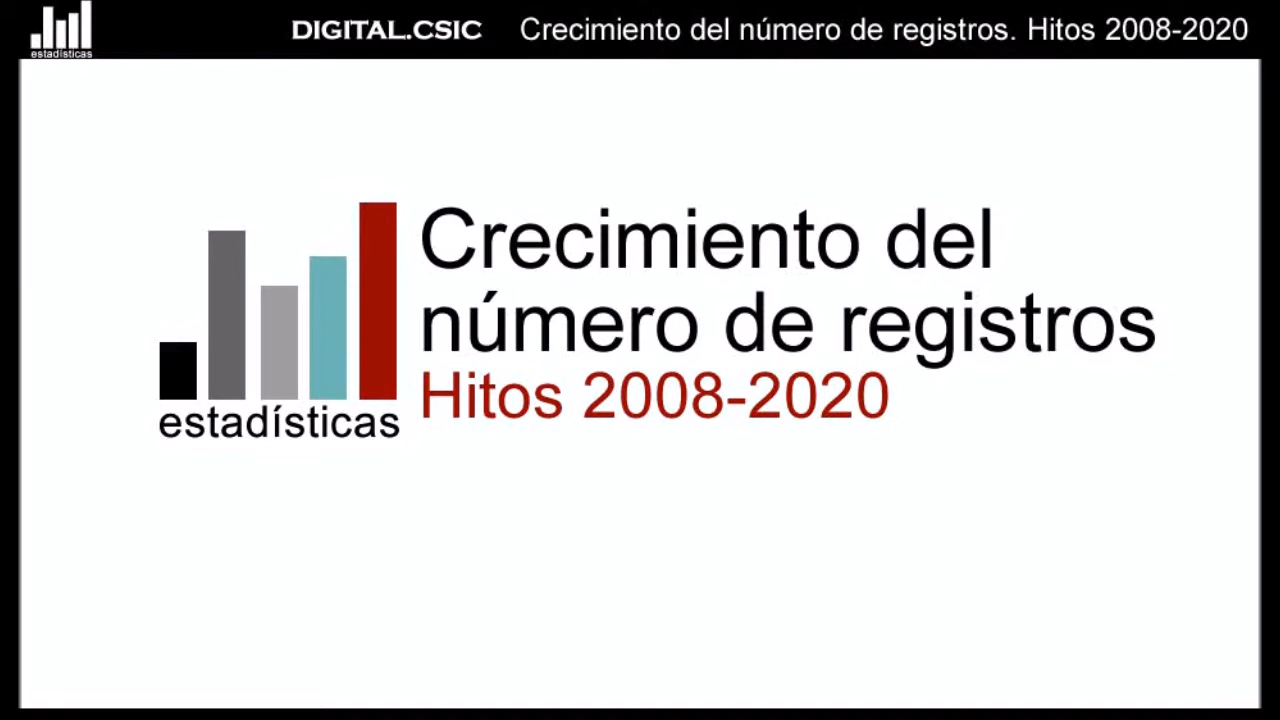 DIGITAL.CSIC Crecimiento del número de registros. Hitos 2008-2020
estadísticas
Crecimiento del
número de registros
Hitos 2008-2020
estadísticas